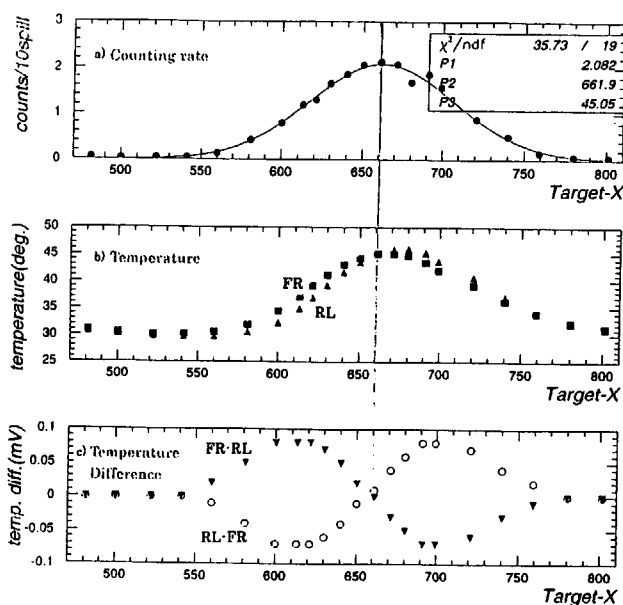 counts/10spill
3
2
1
0
a) Counting rate
χ²/ndf 35.73 / 19
P1 2.082
P2 661.9
P3 45.05
500 550 600 650 700 750 800
Target-X
temperature(deg.)
50
45
40
35
30
25
b) Temperature
FR
RL
500 550 600 650 700 750 800
Target-X
temp. diff.(mV)
0.1
0.05
0
-0.05
-0.1
c) Temperature
Difference
FR·RL
RL·FR
500 550 600 650 700 750 800
Target-X